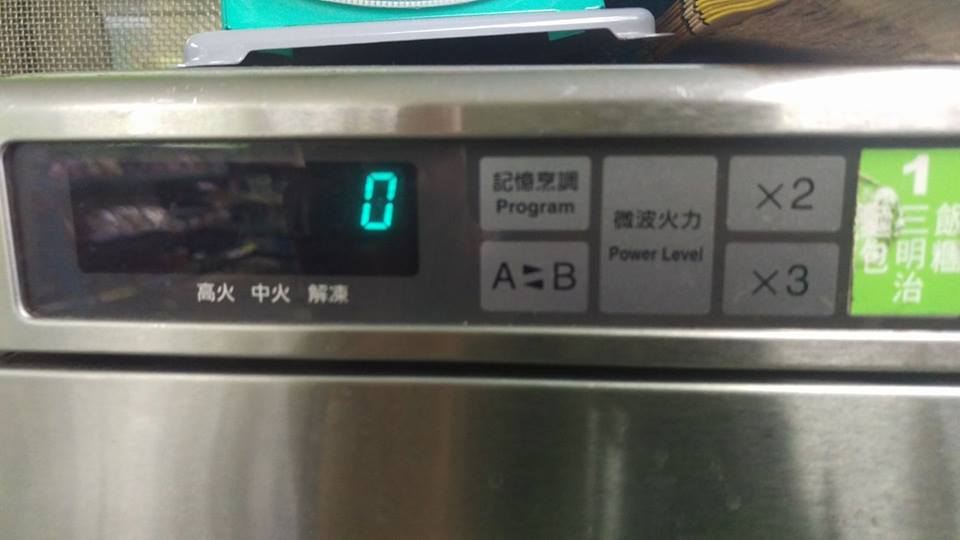 0
高火 中火 解凍
記憶烹調
Program
A B
微波火力
Power Level
×2
×3
1
三明治
飯糰